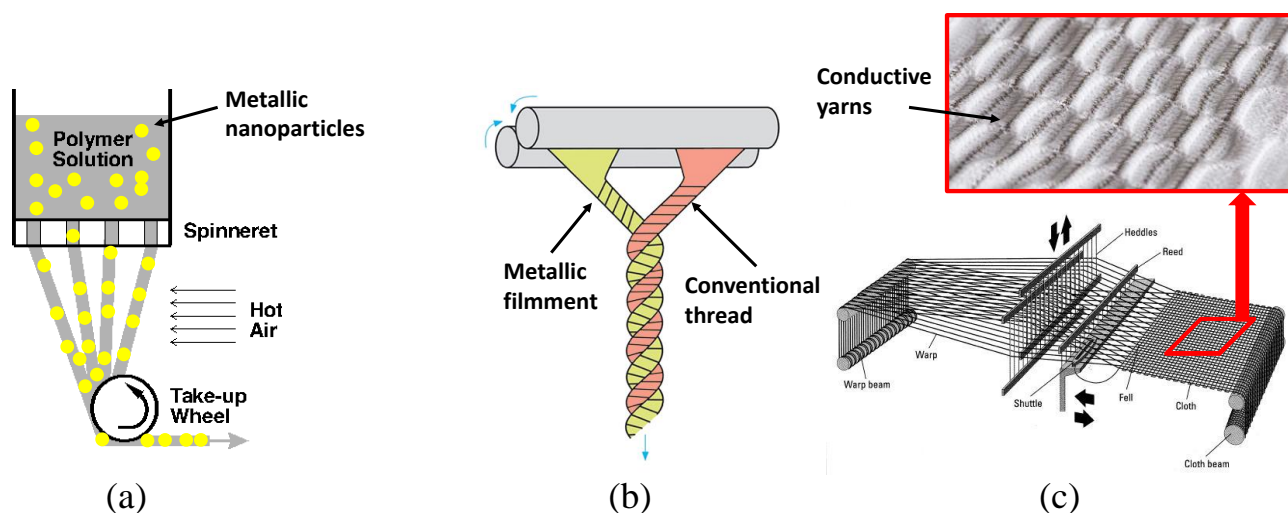 Metallic
nanoparticles
Polymer
Solution
Spinneret
Hot
Air
Take-up
Wheel
(a)
Metallic
filmment
Conventional
thread
(b)
Conductive
yarns
Heddles
Reed
Warp
Warp beam
Shuttle
Fell
Cloth
Cloth beam
(c)